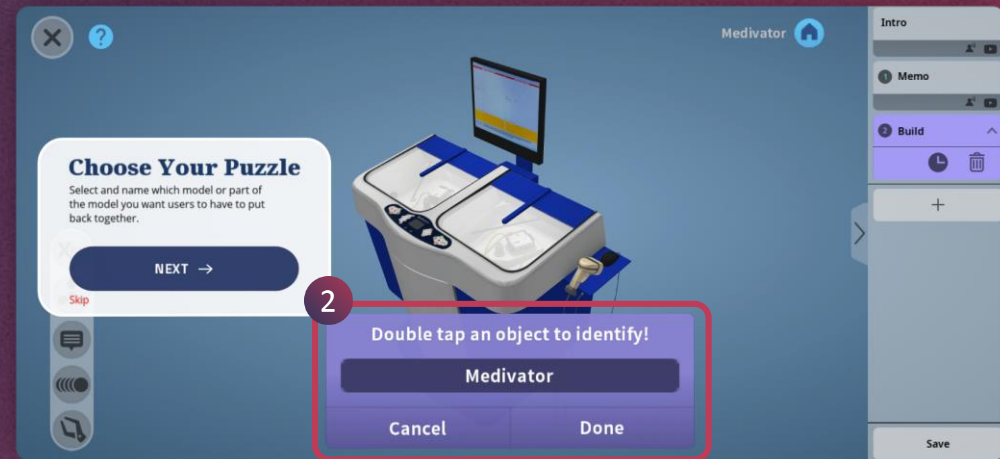 ?
Medivator
Intro
1 Memo
2 Build
+
Save
Choose Your Puzzle
Select and name which model or part of
the model you want users to have to put
back together.
NEXT →
Skip
2
Double tap an object to identify!
Medivator
Cancel
Done